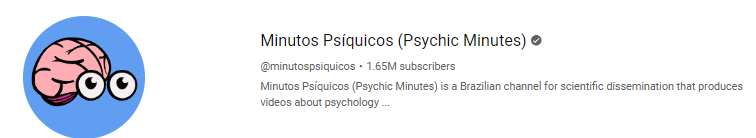 Minutos Psíquicos (Psychic Minutes)
@minutospsiquicos • 1.65M subscribers
Minutos Psíquicos (Psychic Minutes) is a Brazilian channel for scientific dissemination that produces
videos about psychology ...